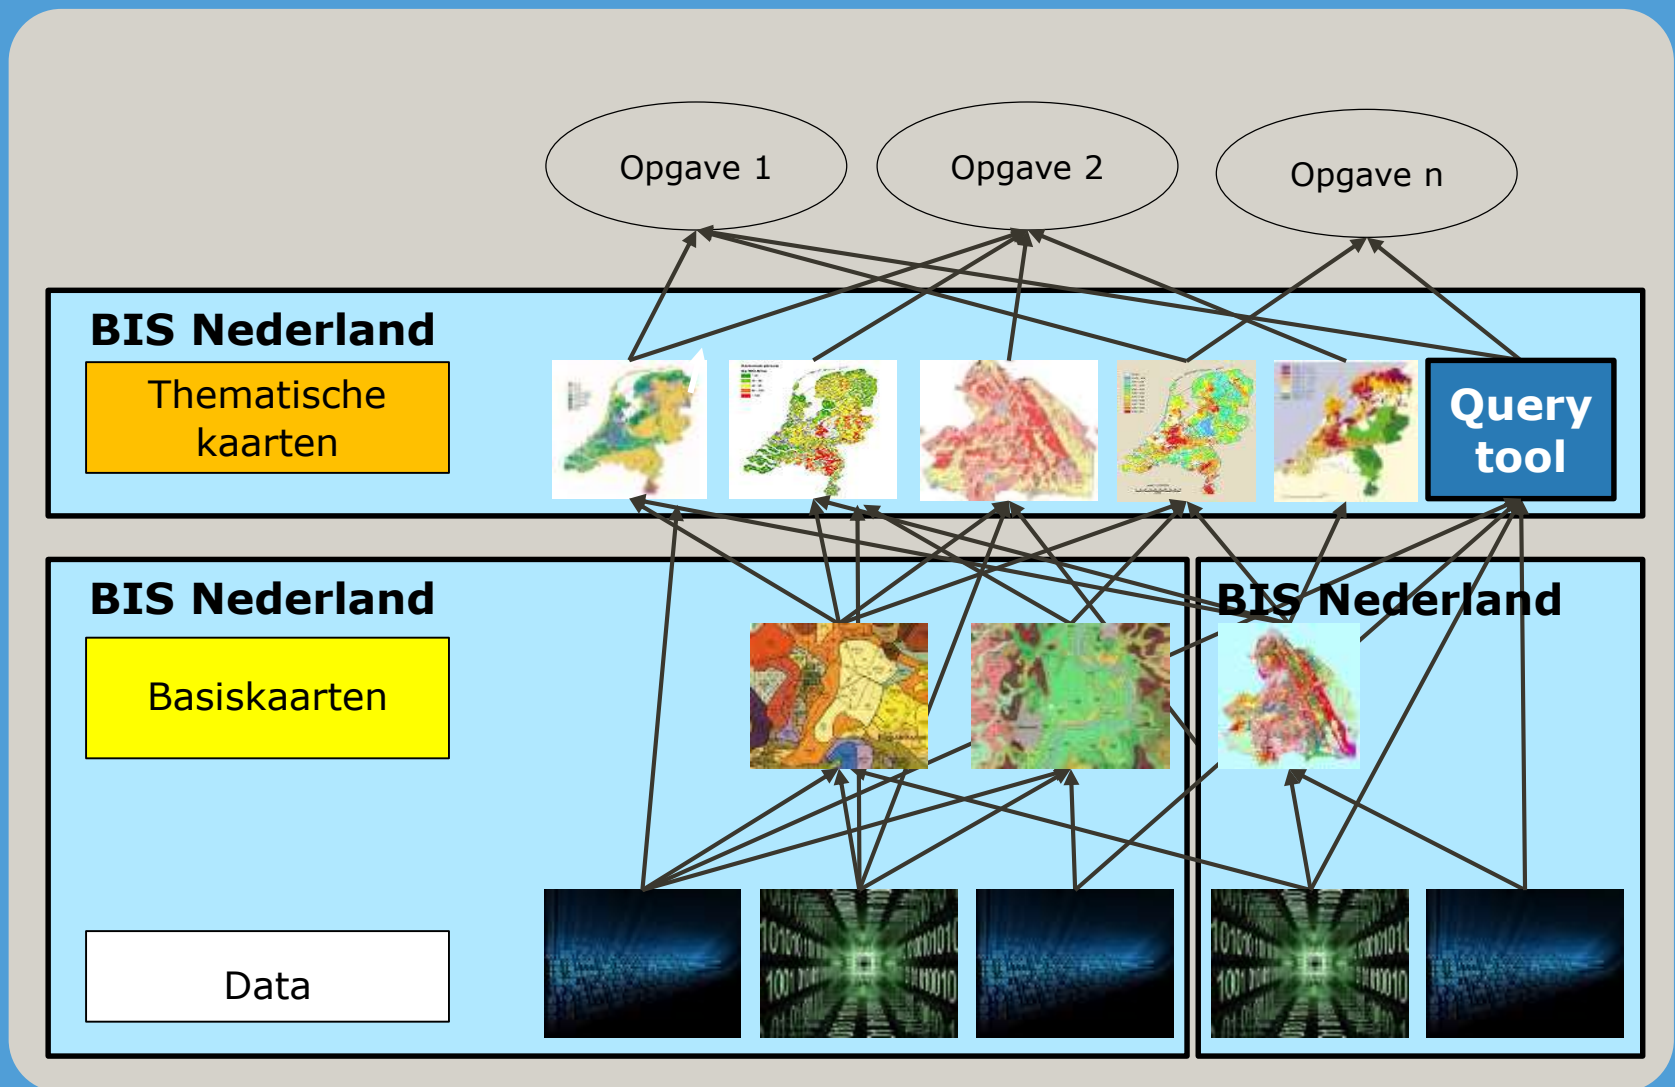 Opgave 1
Opgave 2
Opgave n
BIS Nederland
Thematische
kaarten
Query
tool
BIS Nederland
BIS Nederland
Basiskaarten
Data